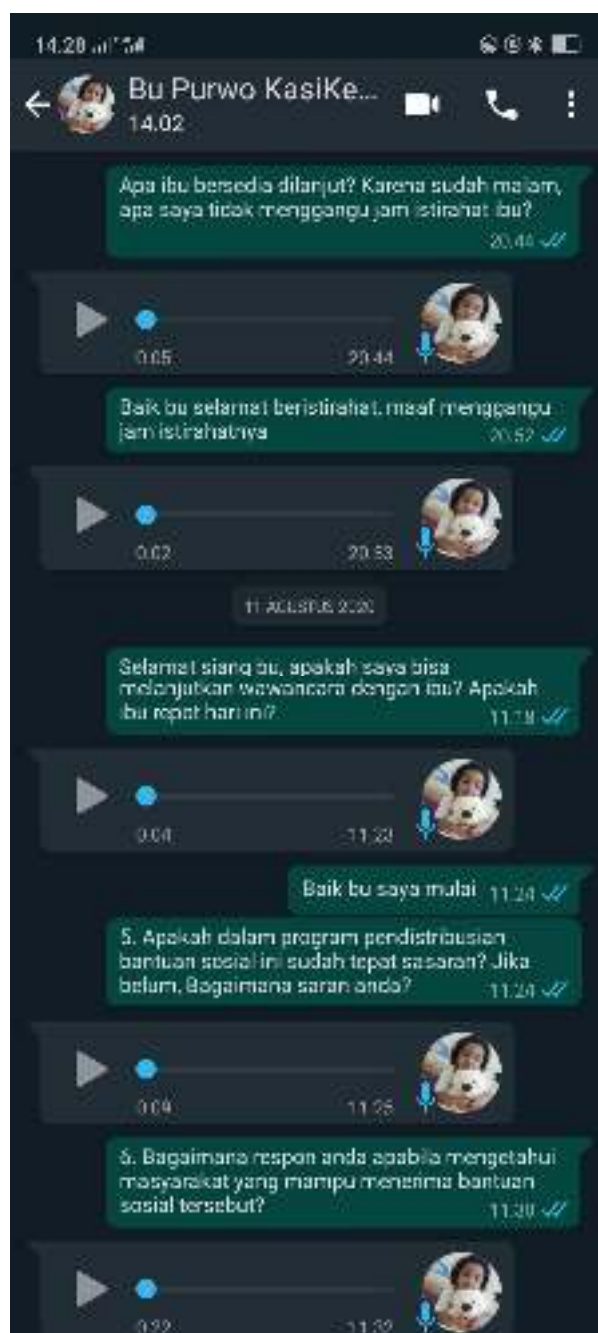 14.28
Bu Purwo KasiKe...
14.02
Apa ibu bersedia dilanjut? Karena sudah malam,
apa saya tidak menggangu jam istirahat ibu?
20.44
0:05 20.44
Baik bu selamat beristirahat, maaf menggangu
jam istirahatnya
20.52
0:02 20.53
11 AGUSTUS 2020
Selamat siang bu, apakah saya bisa
melanjutkan wawancara dengan ibu? Apakah
ibu repot hari ini?
11.18
0:04 11.23
Baik bu saya mulai 11.24
5. Apakah dalam program pendistribusian
bantuan sosial ini sudah tepat sasaran? Jika
belum, Bagaimana saran anda?
11.24
0:09 11.25
6. Bagaimana respon anda apabila mengetahui
masyarakat yang mampu menerima bantuan
sosial tersebut?
11.30
0:22 11.32